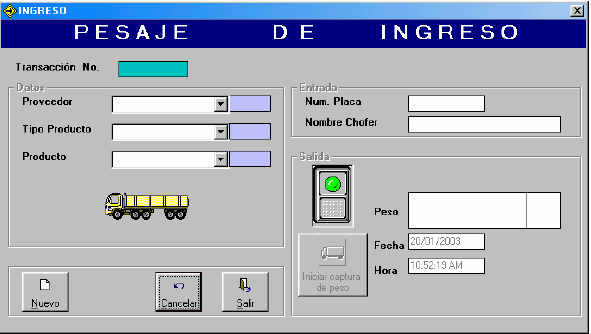 INGRESO
PESAJE DE INGRESO
Transacción No.
Datos
Proveedor
Tipo Producto
Producto
Entrada
Num. Placa
Nombre Chofer
Salida
Peso
Fecha 20/01/2003
Hora 10:52:19 AM
Iniciar captura
de peso
Nuevo
Cancelar
Salir